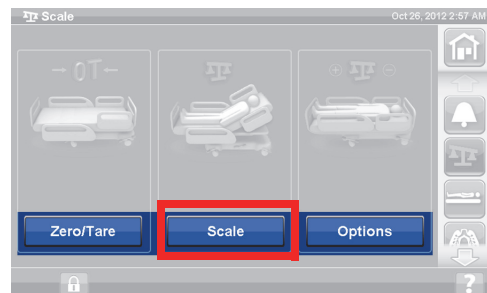 Scale Oct 26, 2012 2:57 AM
→ 0T ←
Zero/Tare Scale Options
?